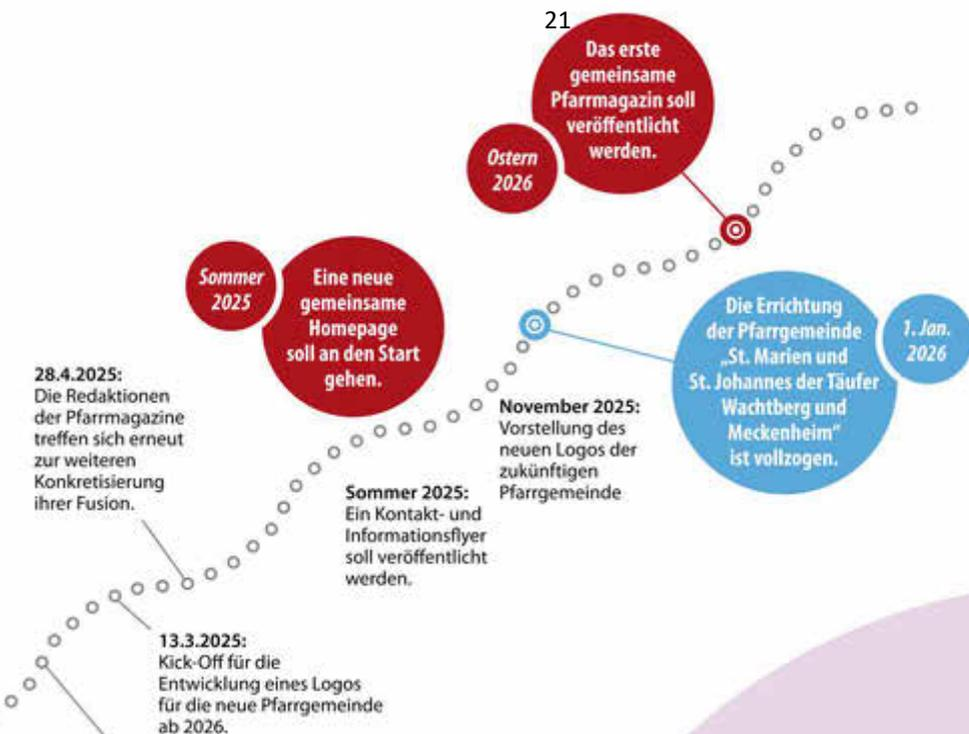 21
Das erste
gemeinsame
Pfarrmagazin soll
veröffentlicht
werden.
Ostern
2026
Sommer
2025
Eine neue
gemeinsame
Homepage
soll an den Start
gehen.
Die Errichtung
der Pfarrgemeinde
„St. Marien und
St. Johannes der Täufer
Wachtberg und
Meckenheim“
ist vollzogen.
1. Jan.
2026
28.4.2025:
Die Redaktionen
der Pfarrmagazine
treffen sich erneut
zur weiteren
Konkretisierung
ihrer Fusion.
November 2025:
Vorstellung des
neuen Logos der
zukünftigen
Pfarrgemeinde
Sommer 2025:
Ein Kontakt- und
Informationsflyer
soll veröffentlicht
werden.
13.3.2025:
Kick-Off für die
Entwicklung eines Logos
für die neue Pfarrgemeinde
ab 2026.